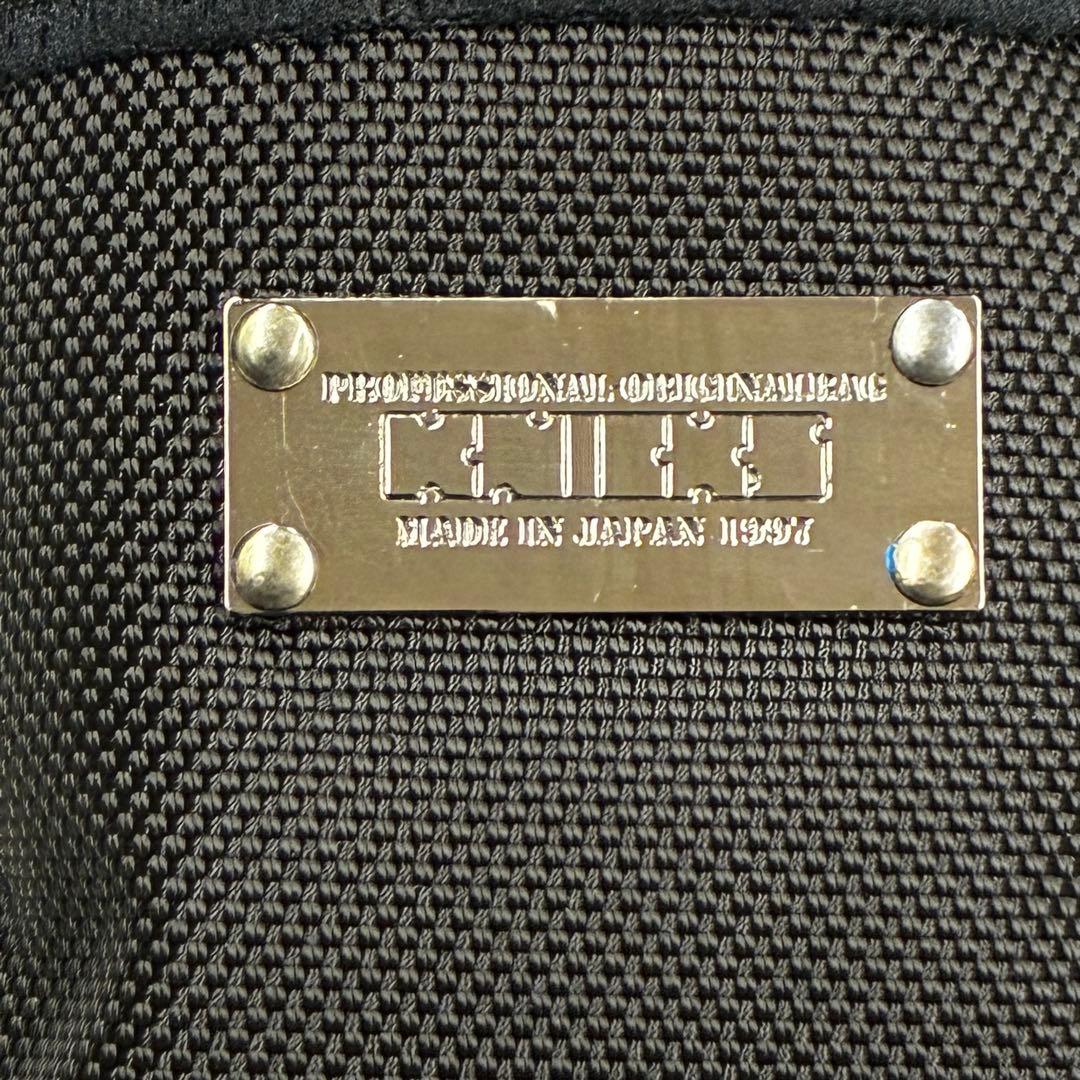 PROFESSIONAL ORIGINAL BAG
MADE IN JAPAN 1997